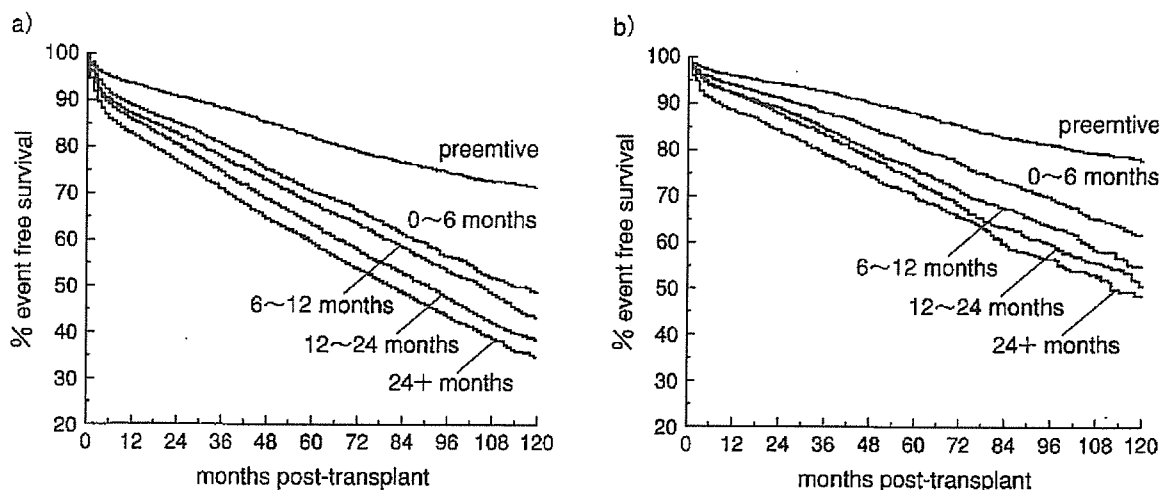 a)
% event free survival
100
90
80
70
60
50
40
30
20
preemtive
0~6 months
6~12 months
12~24 months
24+ months
0 12 24 36 48 60 72 84 96 108 120
months post-transplant
b)
% event free survival
100
90
80
70
60
50
40
30
20
preemtive
0~6 months
6~12 months
12~24 months
24+ months
0 12 24 36 48 60 72 84 96 108 120
months post-transplant